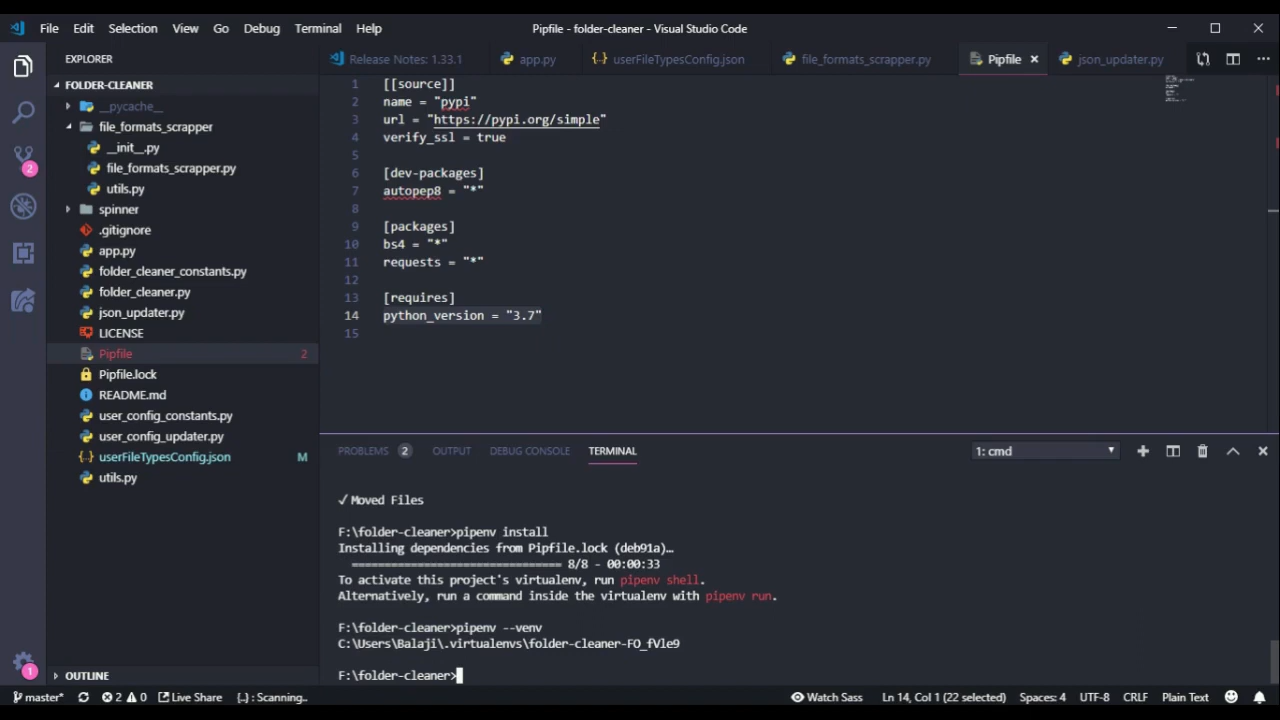 File Edit Selection View Go Debug Terminal Help
Pipfile - folder-cleaner - Visual Studio Code
EXPLORER
FOLDER-CLEANER
__pycache__
file_formats_scrapper
__init__.py
file_formats_scrapper.py
utils.py
spinner
.gitignore
app.py
folder_cleaner_constants.py
folder_cleaner.py
json_updater.py
LICENSE
Pipfile 2
Pipfile.lock
README.md
user_config_constants.py
user_config_updater.py
userFileTypesConfig.json M
utils.py
OUTLINE
Release Notes: 1.33.1 app.py userFileTypesConfig.json file_formats_scrapper.py Pipfile json_updater.py
1 [[source]]
2 name = "pypi"
3 url = "https://pypi.org/simple"
4 verify_ssl = true
5
6 [dev-packages]
7 autopep8 = "*"
8
9 [packages]
10 bs4 = "*"
11 requests = "*"
12
13 [requires]
14 python_version = "3.7"
15
PROBLEMS 2 OUTPUT DEBUG CONSOLE TERMINAL 1: cmd
√ Moved Files
F:\folder-cleaner>pipenv install
Installing dependencies from Pipfile.lock (deb91a)…
================================ 8/8 - 00:00:33
To activate this project's virtualenv, run pipenv shell.
Alternatively, run a command inside the virtualenv with pipenv run.
F:\folder-cleaner>pipenv --venv
C:\Users\Balaji\.virtualenvs\folder-cleaner-FO_fVle9
F:\folder-cleaner>
2
1
master* 2 0 Live Share {..} : Scanning.. Watch Sass Ln 14, Col 1 (22 selected) Spaces: 4 UTF-8 CRLF Plain Text